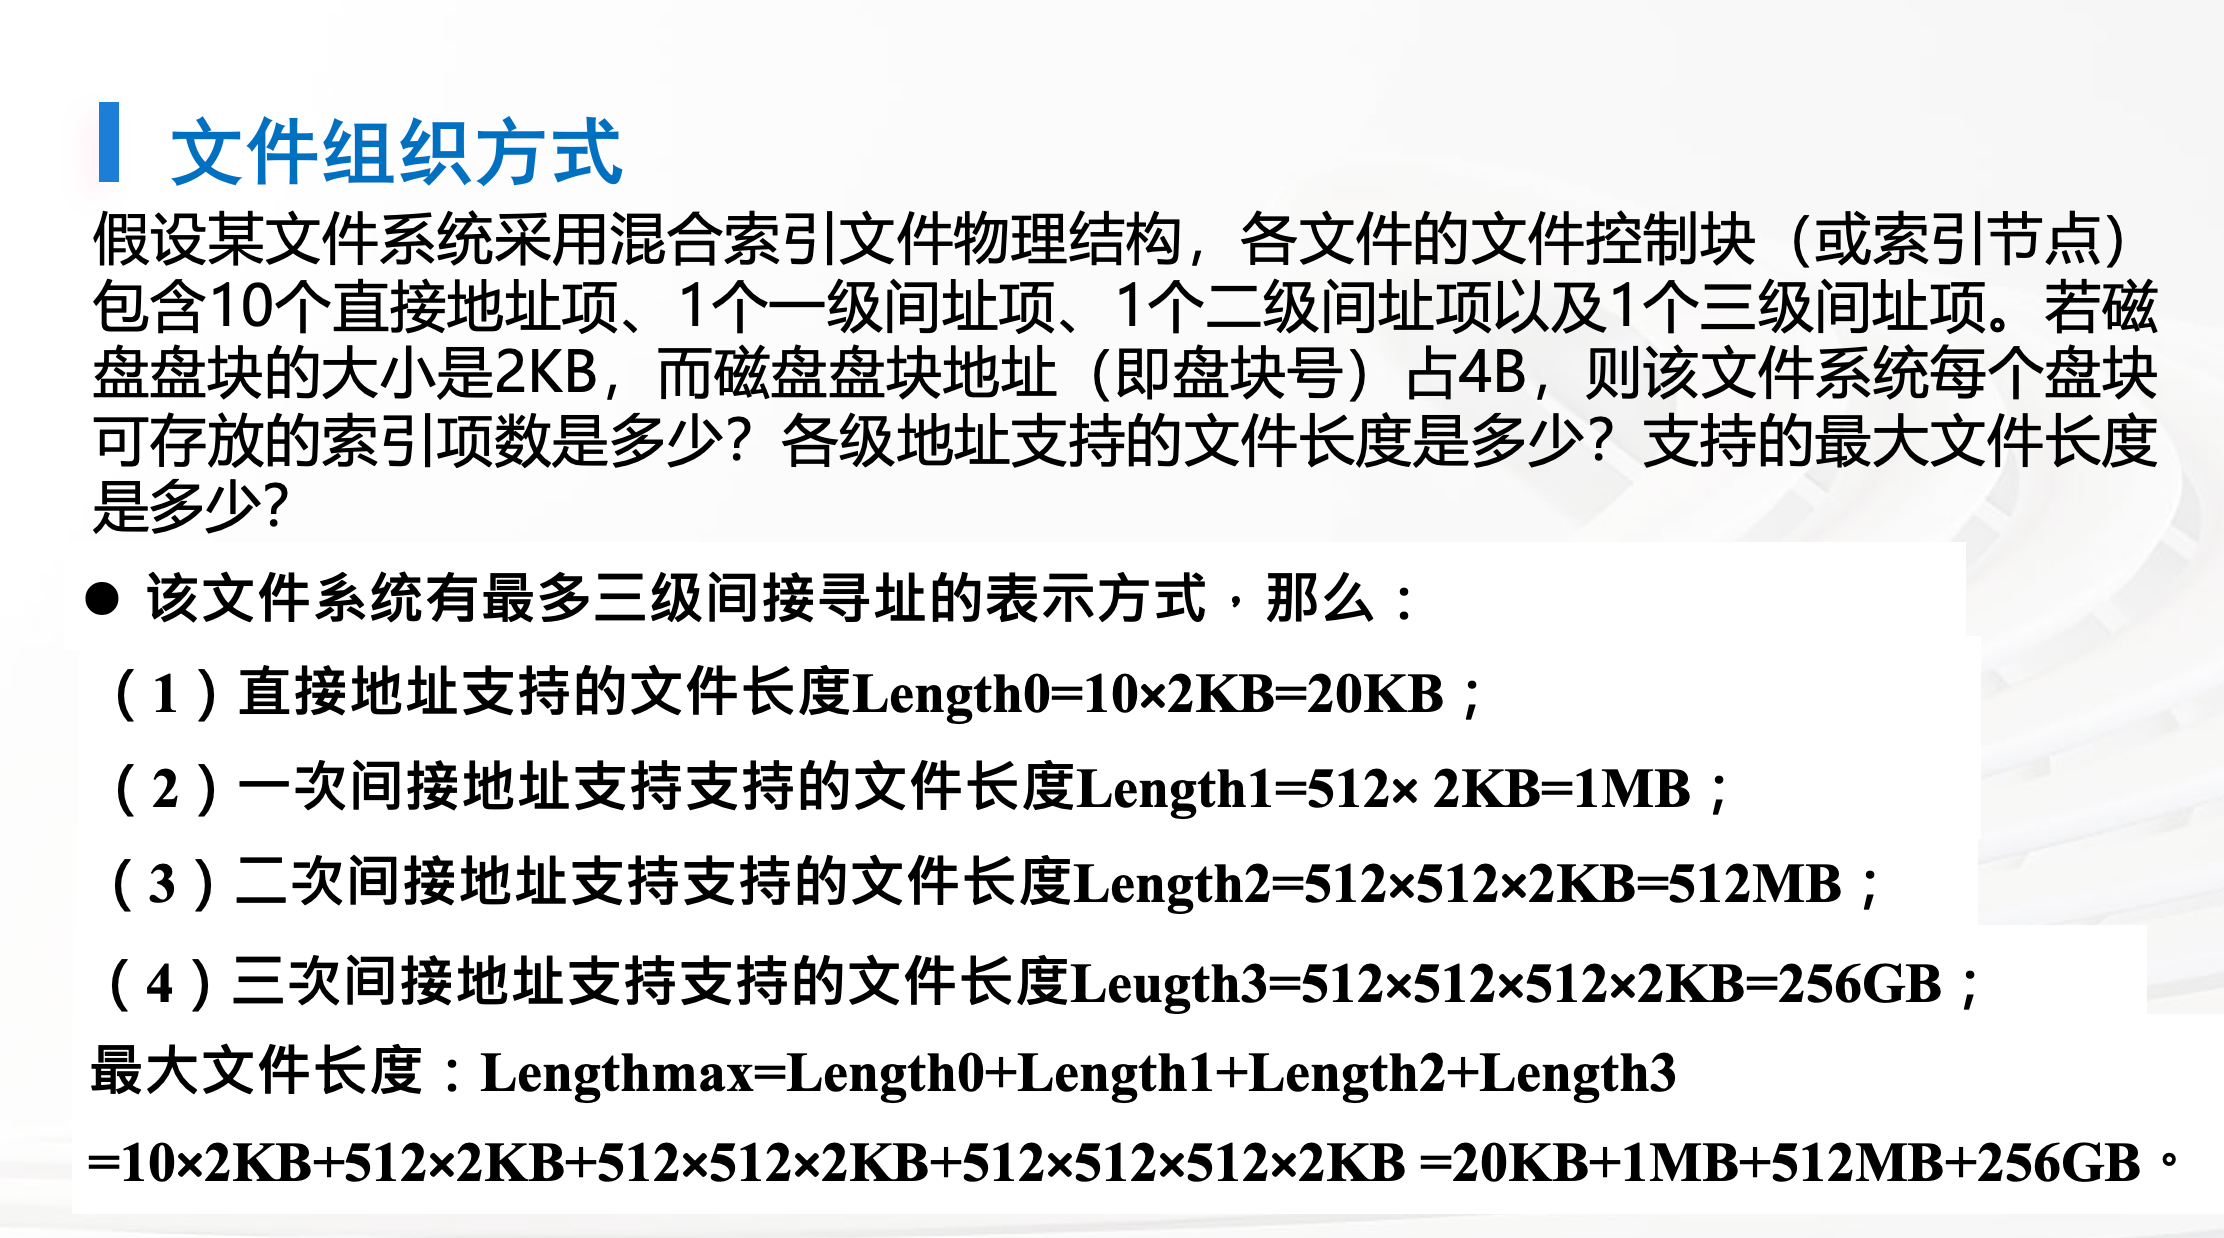 文件组织方式
假设某文件系统采用混合索引文件物理结构，各文件的文件控制块（或索引节点）
包含10个直接地址项、1个一级间址项、1个二级间址项以及1个三级间址项。若磁
盘盘块的大小是2KB，而磁盘盘块地址（即盘块号）占4B，则该文件系统每个盘块
可存放的索引项数是多少？各级地址支持的文件长度是多少？支持的最大文件长度
是多少？
● 该文件系统有最多三级间接寻址的表示方式，那么：
（1）直接地址支持的文件长度Length0=10×2KB=20KB；
（2）一次间接地址支持支持的文件长度Length1=512× 2KB=1MB；
（3）二次间接地址支持支持的文件长度Length2=512×512×2KB=512MB；
（4）三次间接地址支持支持的文件长度Leugth3=512×512×512×2KB=256GB；
最大文件长度：Lengthmax=Length0+Length1+Length2+Length3
=10×2KB+512×2KB+512×512×2KB+512×512×512×2KB =20KB+1MB+512MB+256GB。